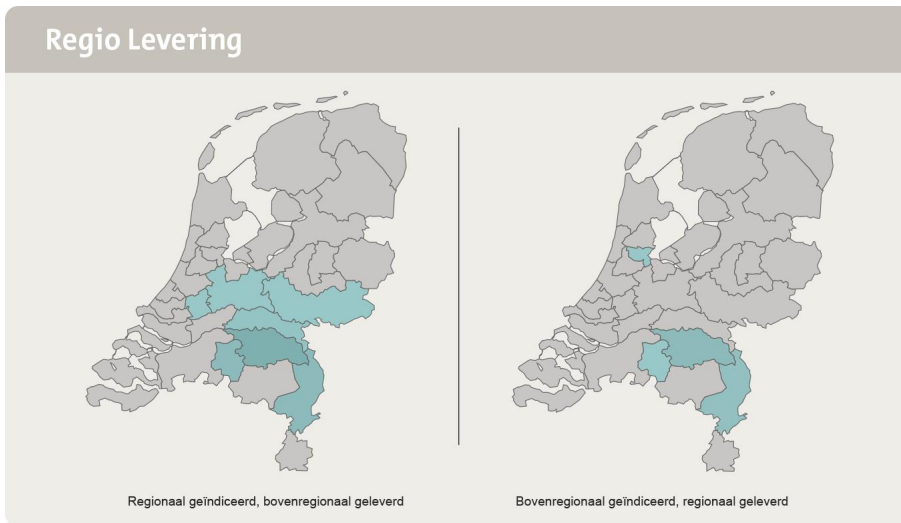 Regio Levering
Regionaal geïndiceerd, bovenregionaal geleverd
Bovenregionaal geïndiceerd, regionaal geleverd